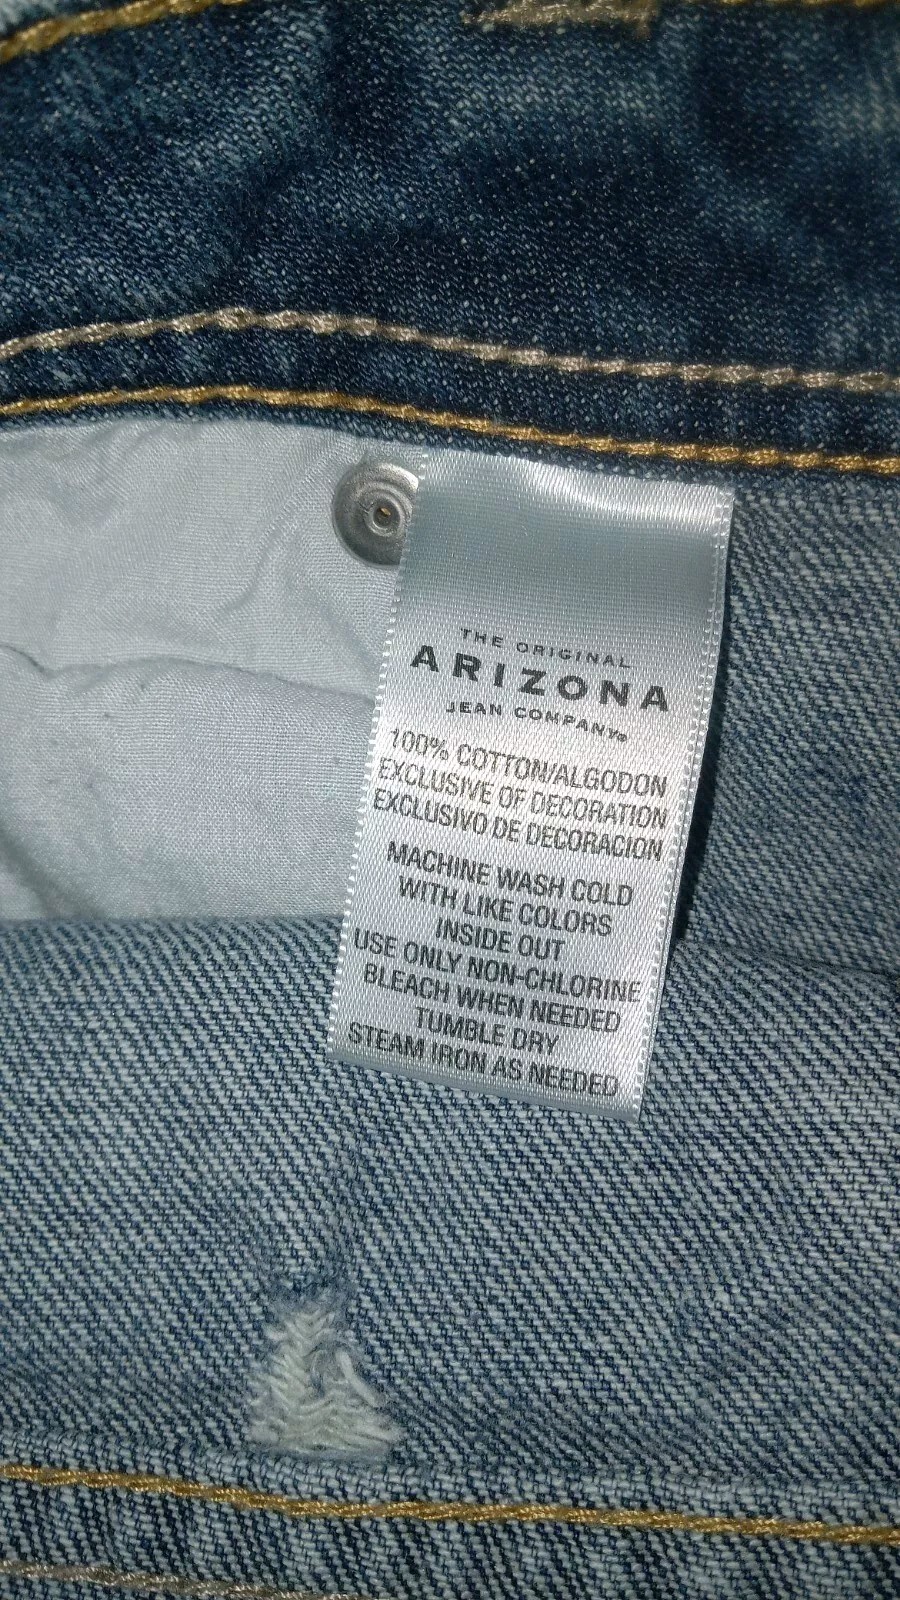 THE ORIGINAL
ARIZONA
JEAN COMPANY®
100% COTTON/ALGODON
EXCLUSIVE OF DECORATION
EXCLUSIVO DE DECORACION
MACHINE WASH COLD
WITH LIKE COLORS
INSIDE OUT
USE ONLY NON-CHLORINE
BLEACH WHEN NEEDED
TUMBLE DRY
STEAM IRON AS NEEDED